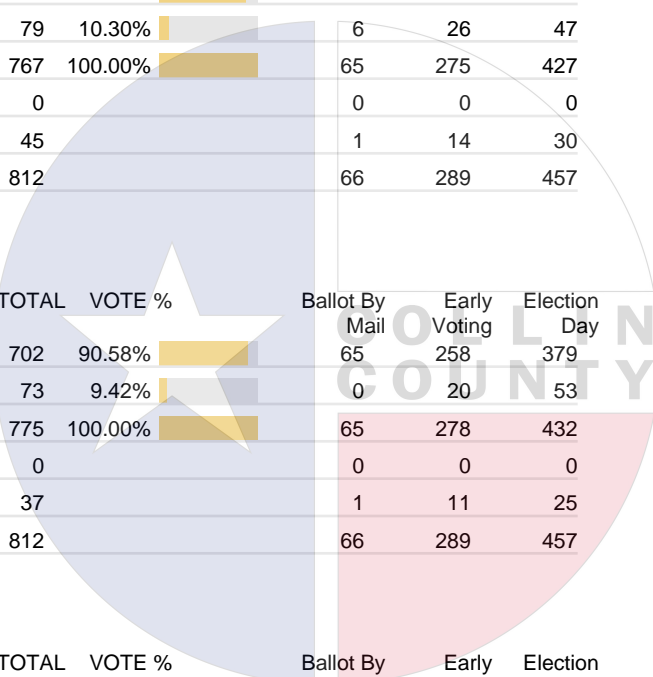 79 10.30% 6 26 47
767 100.00% 65 275 427
0 0 0 0
45 1 14 30
812 66 289 457
TOTAL VOTE % Ballot By Mail Early Voting Election Day
COLLIN
COUNTY
702 90.58% 65 258 379
73 9.42% 0 20 53
775 100.00% 65 278 432
0 0 0 0
37 1 11 25
812 66 289 457
TOTAL VOTE % Ballot By Early Election